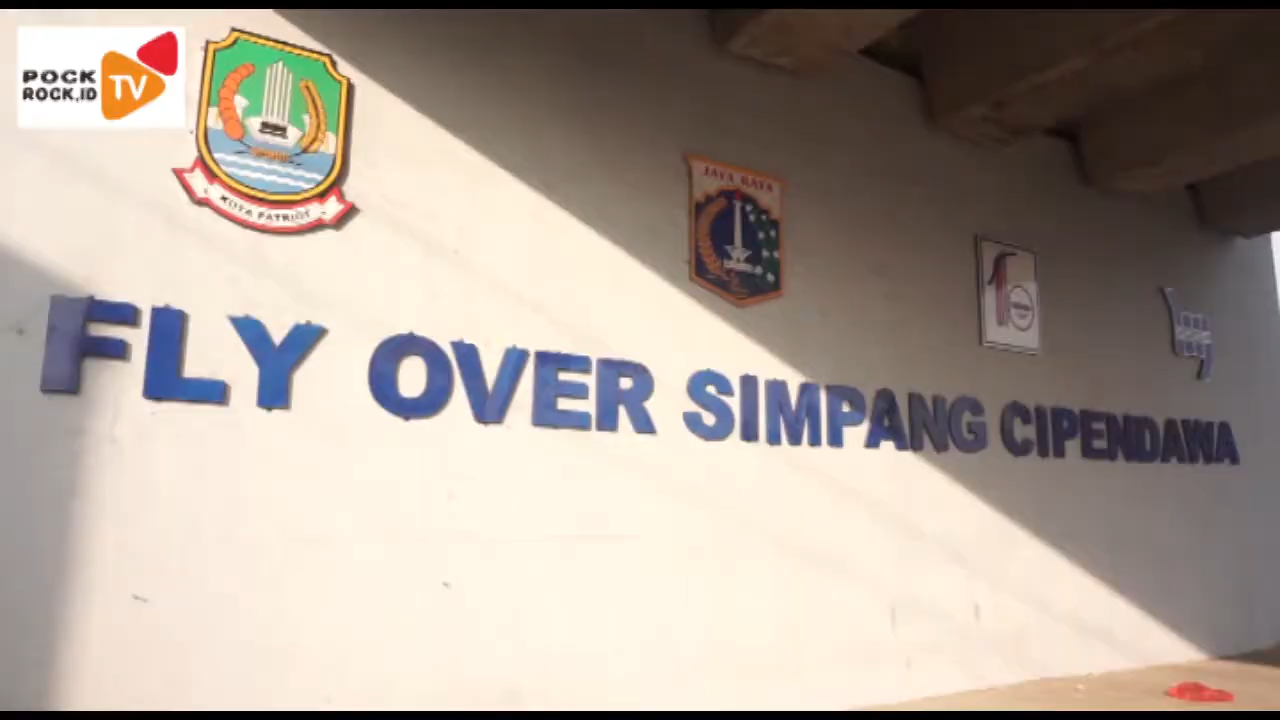 POCK
ROCK.ID
TV
KOTA PATRIOT
JAYA RAYA
FLY OVER SIMPANG CIPENDAWA